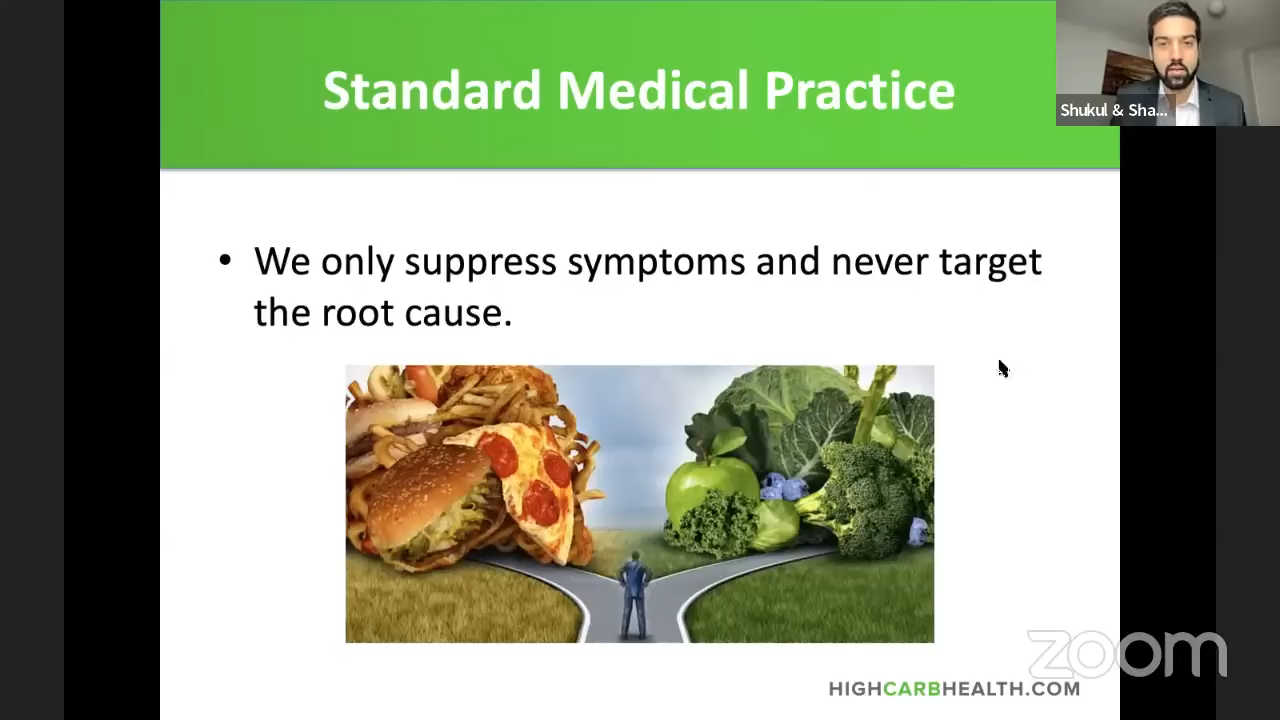 Standard Medical Practice
Shukul & Sha...
• We only suppress symptoms and never target
the root cause.
zoom
HIGHCARBHEALTH.COM